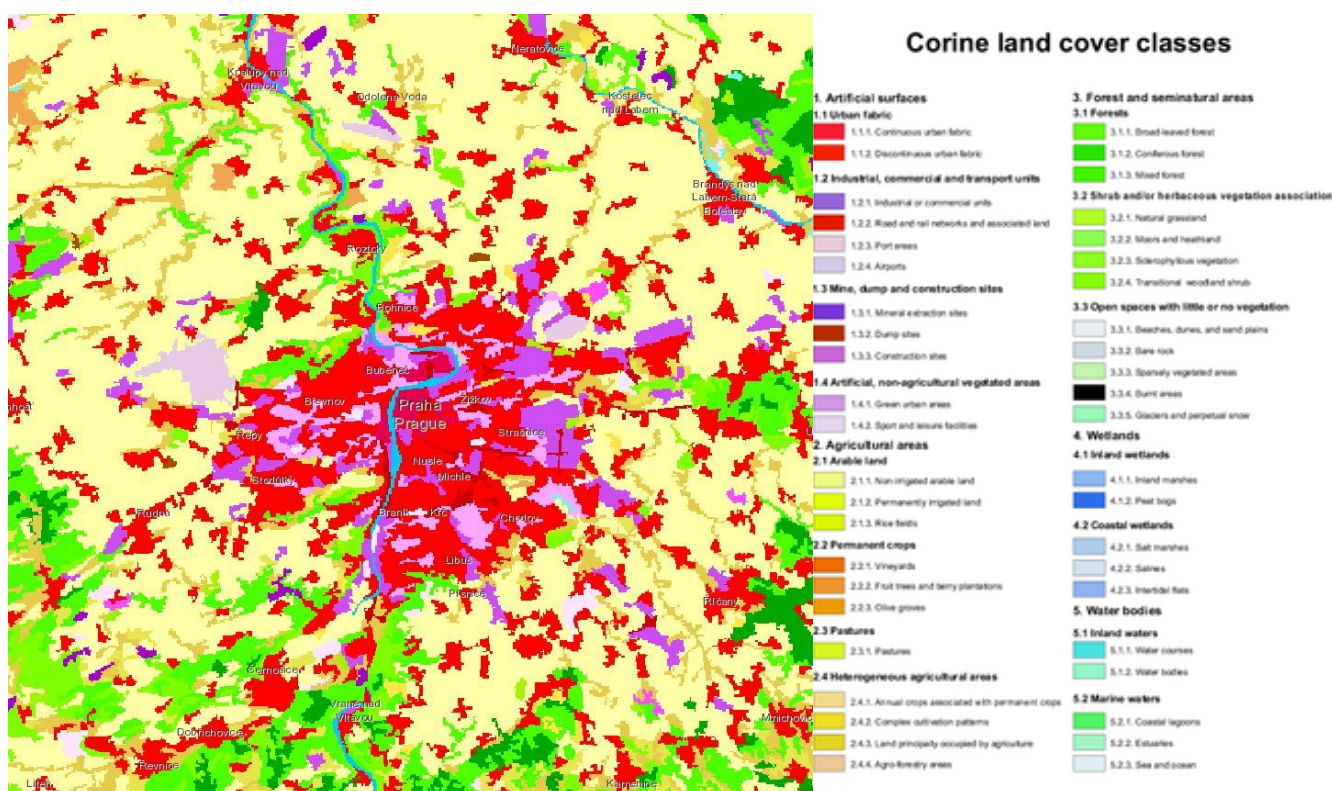 Neratovice
Kralupy nad
Vltavou
Odolena Voda
Kostelec
nad Labem
Brandýs nad
Labem-Stará
Boleslav
Roztoky
Bohnice
Bubeneč
Břevnov
Praha
Prague
Žižkov
Řepy
Strašnice
Nusle
Michle
Stodůlky
Rudná
Braník
Krč
Chodov
Libuš
Písnice
Říčany
Černošice
Vrané nad
Vltavou
Mnichovice
Dobřichovice
Řevnice
Liteň
Kamenice
Corine land cover classes
1. Artificial surfaces
1.1 Urban fabric
1.1.1. Continuous urban fabric
1.1.2. Discontinuous urban fabric
1.2 Industrial, commercial and transport units
1.2.1. Industrial or commercial units
1.2.2. Road and rail networks and associated land
1.2.3. Port areas
1.2.4. Airports
1.3 Mine, dump and construction sites
1.3.1. Mineral extraction sites
1.3.2. Dump sites
1.3.3. Construction sites
1.4 Artificial, non-agricultural vegetated areas
1.4.1. Green urban areas
1.4.2. Sport and leisure facilities
2. Agricultural areas
2.1 Arable land
2.1.1. Non-irrigated arable land
2.1.2. Permanently irrigated land
2.1.3. Rice fields
2.2 Permanent crops
2.2.1. Vineyards
2.2.2. Fruit trees and berry plantations
2.2.3. Olive groves
2.3 Pastures
2.3.1. Pastures
2.4 Heterogeneous agricultural areas
2.4.1. Annual crops associated with permanent crops
2.4.2. Complex cultivation patterns
2.4.3. Land principally occupied by agriculture
2.4.4. Agro-forestry areas
3. Forest and seminatural areas
3.1 Forests
3.1.1. Broad-leaved forest
3.1.2. Coniferous forest
3.1.3. Mixed forest
3.2 Shrub and/or herbaceous vegetation association
3.2.1. Natural grassland
3.2.2. Moors and heathland
3.2.3. Sclerophyllous vegetation
3.2.4. Transitional woodland shrub
3.3 Open spaces with little or no vegetation
3.3.1. Beaches, dunes, and sand plains
3.3.2. Bare rock
3.3.3. Sparsely vegetated areas
3.3.4. Burnt areas
3.3.5. Glaciers and perpetual snow
4. Wetlands
4.1 Inland wetlands
4.1.1. Inland marshes
4.1.2. Peat bogs
4.2 Coastal wetlands
4.2.1. Salt marshes
4.2.2. Salines
4.2.3. Intertidal flats
5. Water bodies
5.1 Inland waters
5.1.1. Water courses
5.1.2. Water bodies
5.2 Marine waters
5.2.1. Coastal lagoons
5.2.2. Estuaries
5.2.3. Sea and ocean